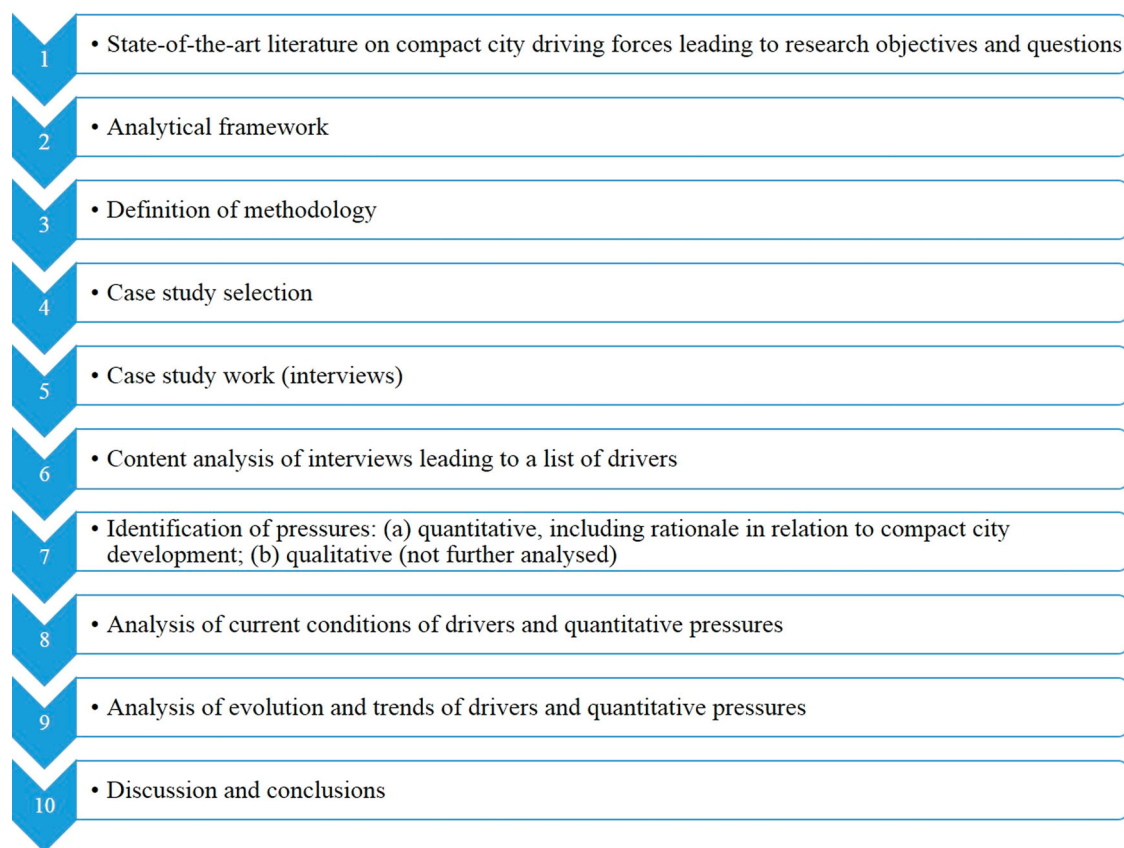 1
• State-of-the-art literature on compact city driving forces leading to research objectives and questions
2
• Analytical framework
3
• Definition of methodology
4
• Case study selection
5
• Case study work (interviews)
6
• Content analysis of interviews leading to a list of drivers
7
• Identification of pressures: (a) quantitative, including rationale in relation to compact city
development; (b) qualitative (not further analysed)
8
• Analysis of current conditions of drivers and quantitative pressures
9
• Analysis of evolution and trends of drivers and quantitative pressures
10
• Discussion and conclusions